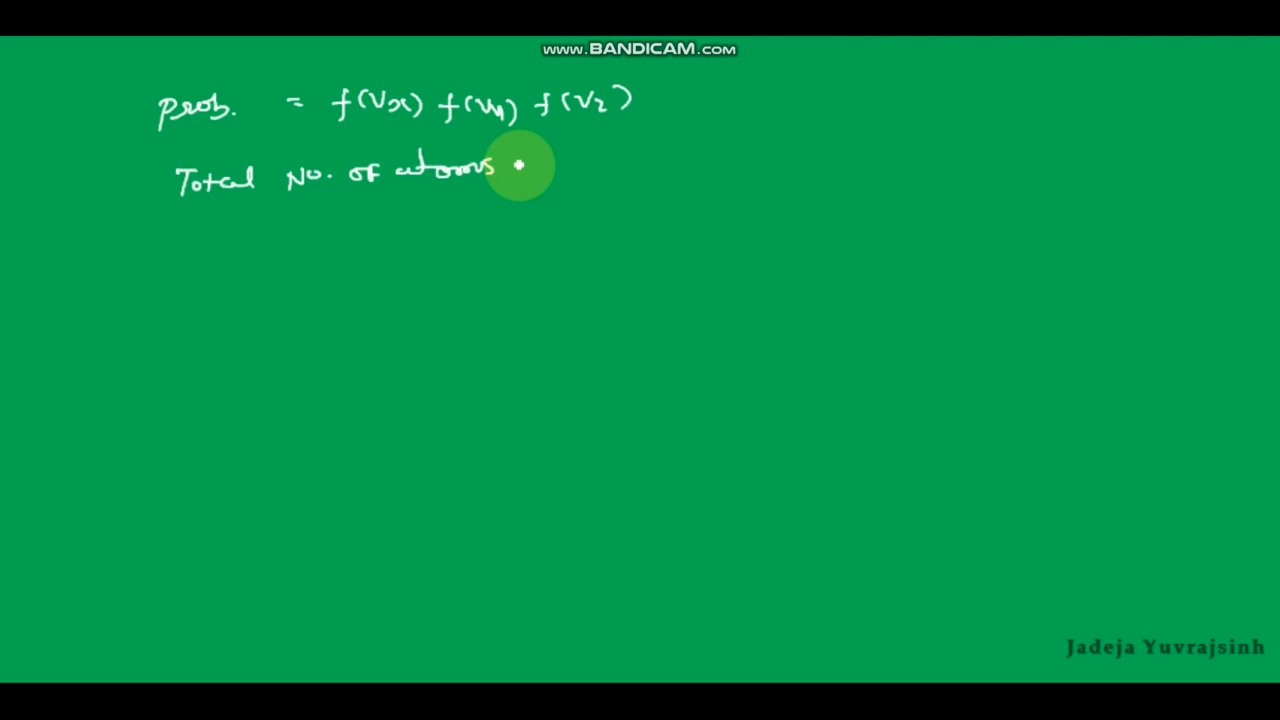 www.BANDICAM.com
prob. = f(Vx) f(Vy) f(Vz)
Total No. of atoms
Jadeja Yuvrajsinh